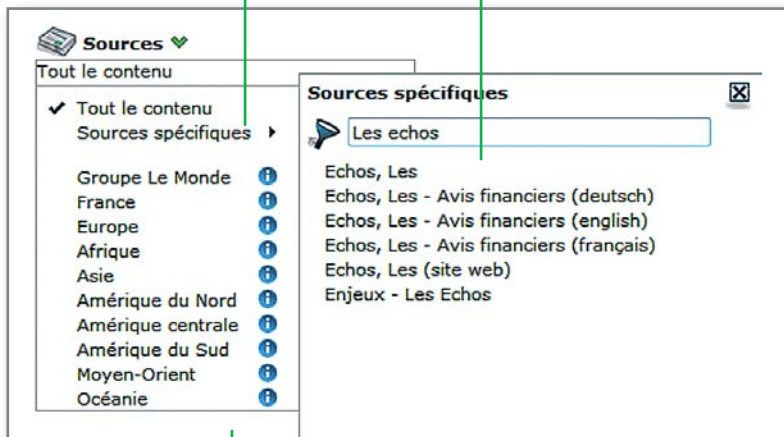 Sources
Tout le contenu
Tout le contenu
Sources spécifiques
Groupe Le Monde
France
Europe
Afrique
Asie
Amérique du Nord
Amérique centrale
Amérique du Sud
Moyen-Orient
Océanie
Sources spécifiques
Les echos
Echos, Les
Echos, Les - Avis financiers (deutsch)
Echos, Les - Avis financiers (english)
Echos, Les - Avis financiers (français)
Echos, Les (site web)
Enjeux - Les Echos